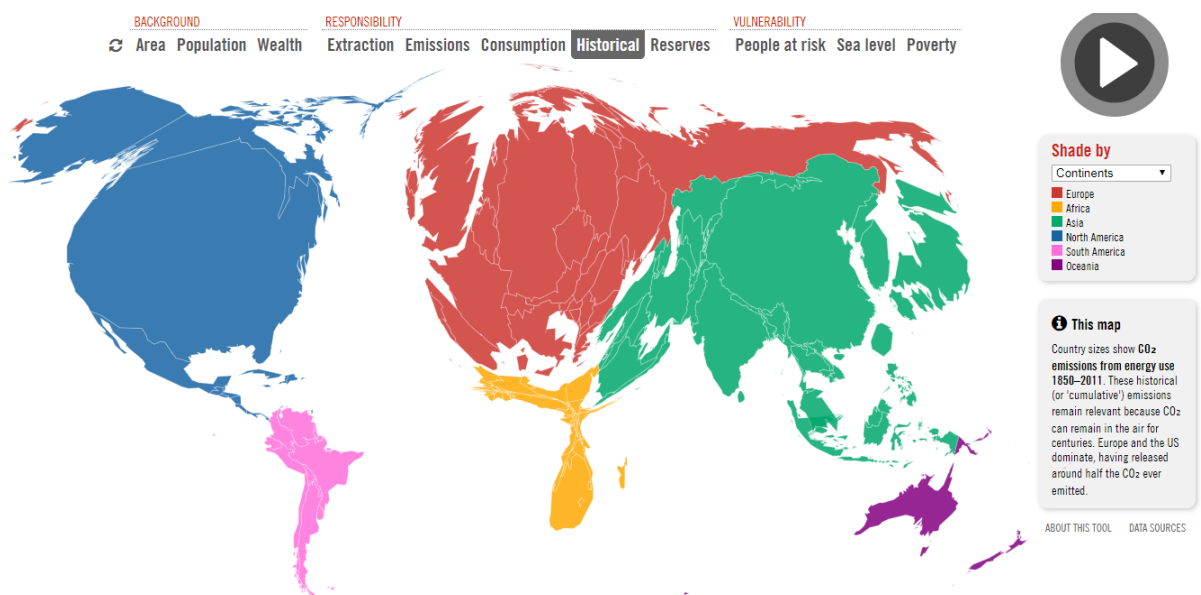 BACKGROUND
RESPONSIBILITY
VULNERABILITY
Area Population Wealth
Extraction Emissions Consumption Historical Reserves
People at risk Sea level Poverty
Shade by
Continents
Europe
Africa
Asia
North America
South America
Oceania
This map
Country sizes show CO₂
emissions from energy use
1850–2011. These historical
(or 'cumulative') emissions
remain relevant because CO₂
can remain in the air for
centuries. Europe and the US
dominate, having released
around half the CO₂ ever
emitted.
ABOUT THIS TOOL DATA SOURCES